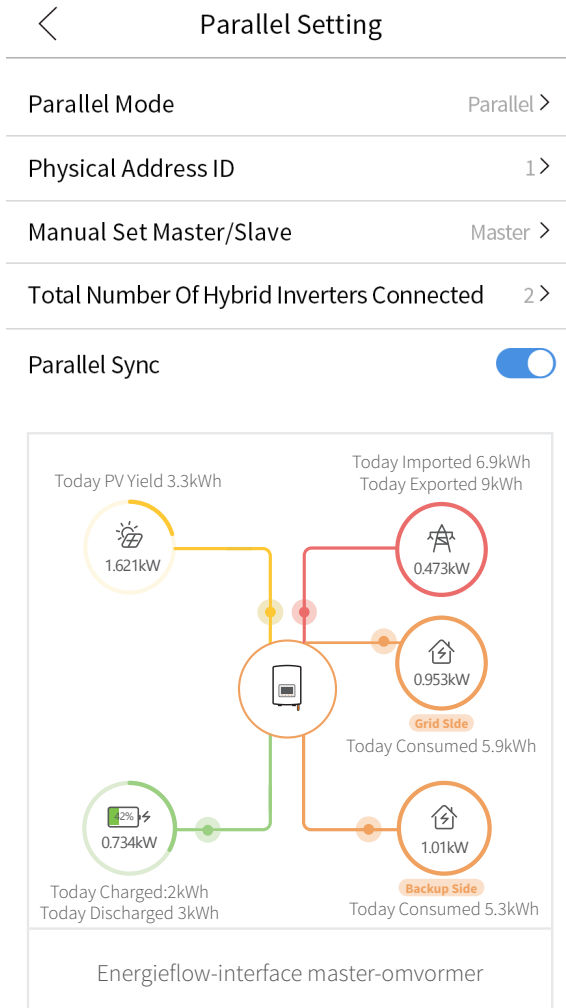 Parallel Setting
Parallel Mode Parallel
Physical Address ID 1
Manual Set Master/Slave Master
Total Number Of Hybrid Inverters Connected 2
Parallel Sync
Today Imported 6.9kWh
Today PV Yield 3.3kWh
Today Exported 9kWh
1.621kW
0.473kW
0.953kW
Grid SIde
Today Consumed 5.9kWh
42%
0.734kW
1.01kW
Backup Side
Today Charged:2kWh
Today Discharged 3kWh
Today Consumed 5.3kWh
Energieflow-interface master-omvormer